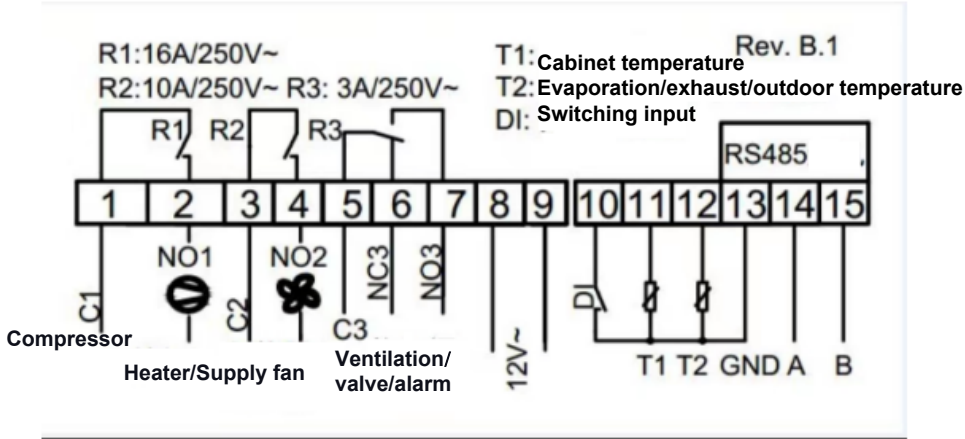 R1:16A/250V~
R2:10A/250V~ R3: 3A/250V~
T1: Cabinet temperature
Rev. B.1
T2: Evaporation/exhaust/outdoor temperature
DI: Switching input
R1 R2 R3
RS485
1 2 3 4 5 6 7 8 9 10 11 12 13 14 15
NO1 NO2
C1 C2 C3 NC3 NO3 12V~ DI
T1 T2 GND A B
Compressor
Heater/Supply fan
Ventilation/
valve/alarm